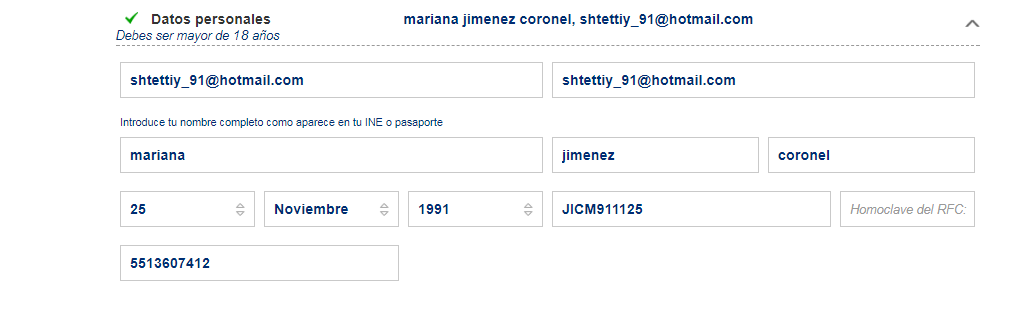 Datos personales mariana jimenez coronel, shtettiy_91@hotmail.com
Debes ser mayor de 18 años
shtettiy_91@hotmail.com shtettiy_91@hotmail.com
Introduce tu nombre completo como aparece en tu INE o pasaporte
mariana jimenez coronel
25 Noviembre 1991 JICM911125 Homoclave del RFC:
5513607412